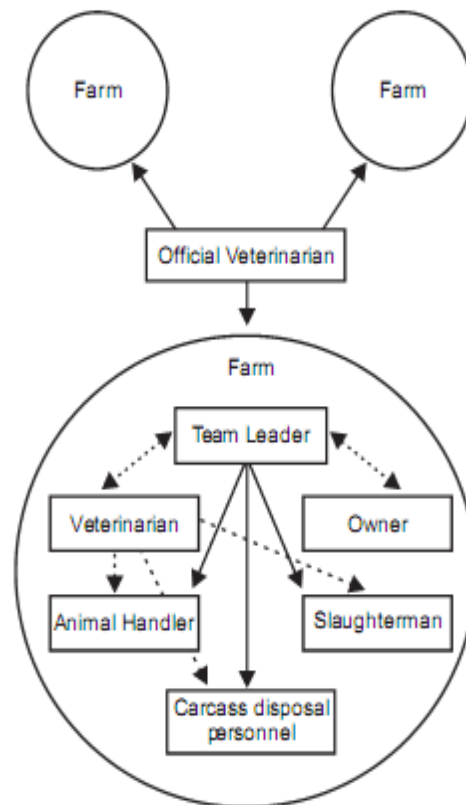 Farm
Farm
Official Veterinarian
Farm
Team Leader
Veterinarian
Owner
Animal Handler
Slaughterman
Carcass disposal
personnel